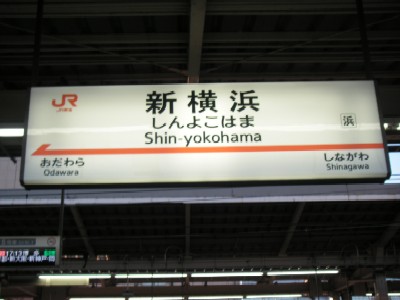 JR
JR東海
新横浜
しんよこはま
Shin-yokohama
浜
おだわら
Odawara
しながわ
Shinagawa